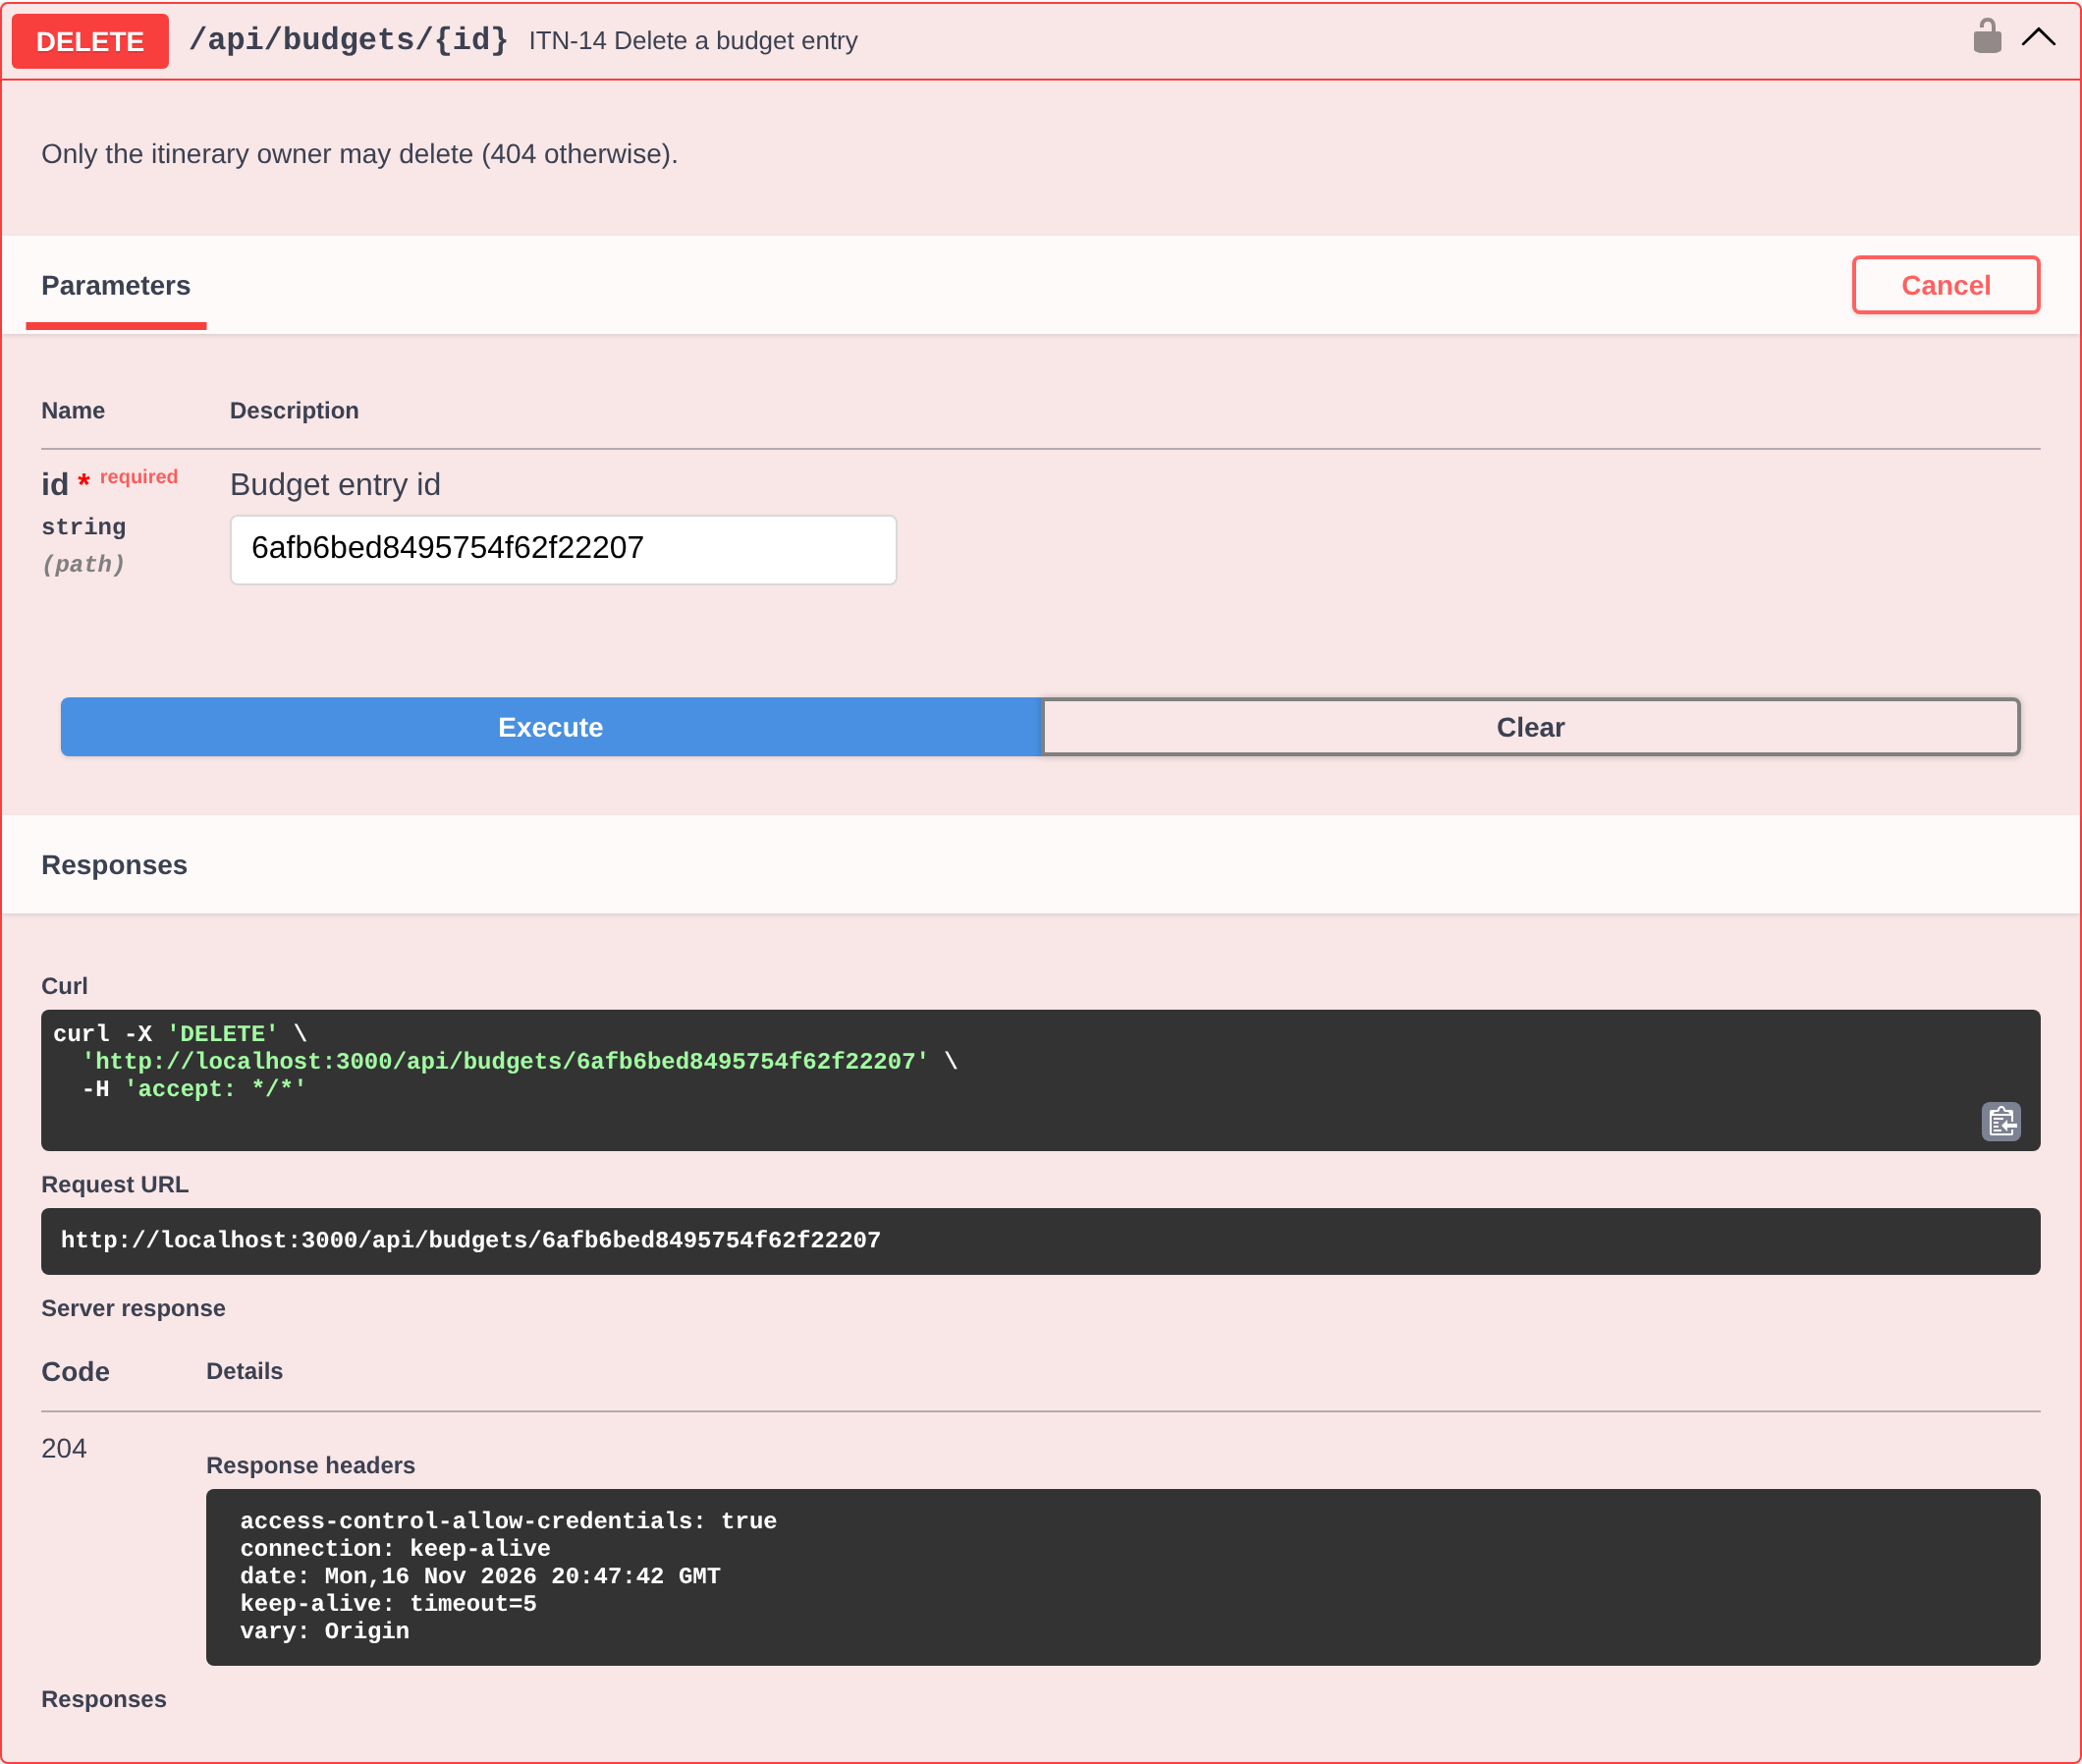 DELETE /api/budgets/{id} ITN-14 Delete a budget entry
Only the itinerary owner may delete (404 otherwise).
Parameters
Cancel
Name Description
id * required
string
(path)
Budget entry id
6afb6bed8495754f62f22207
Execute
Clear
Responses
Curl
curl -X 'DELETE' \
  'http://localhost:3000/api/budgets/6afb6bed8495754f62f22207' \
  -H 'accept: */*'
Request URL
http://localhost:3000/api/budgets/6afb6bed8495754f62f22207
Server response
Code Details
204
Response headers
access-control-allow-credentials: true
connection: keep-alive
date: Mon,16 Nov 2026 20:47:42 GMT
keep-alive: timeout=5
vary: Origin
Responses